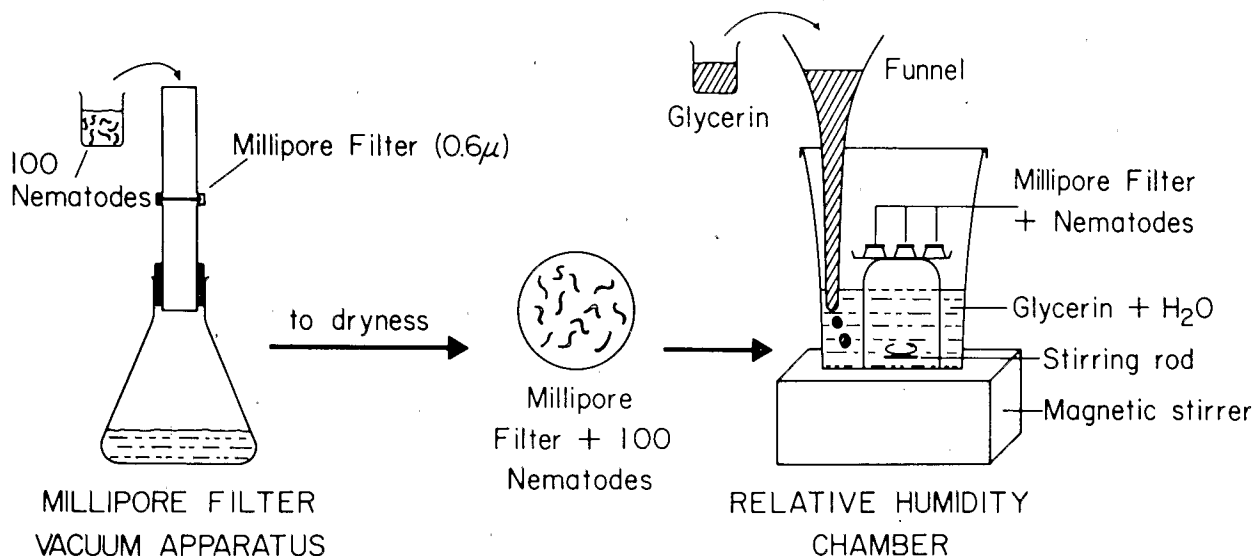 100
Nematodes
Millipore Filter (0.6μ)
MILLIPORE FILTER
VACUUM APPARATUS
to dryness
Millipore
Filter + 100
Nematodes
Glycerin
Funnel
Millipore Filter
+ Nematodes
Glycerin + H₂O
Stirring rod
Magnetic stirrer
RELATIVE HUMIDITY
CHAMBER